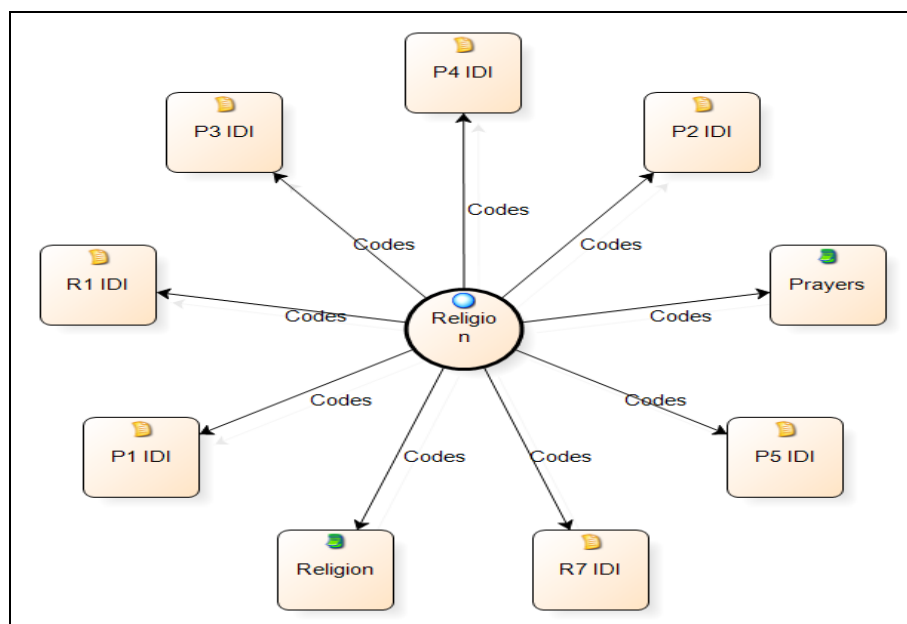 P4 IDI
P3 IDI
P2 IDI
Codes
Codes
Codes
R1 IDI
Prayers
Codes
Religio
n
Codes
Codes
Codes
P1 IDI
P5 IDI
Codes
Codes
Religion
R7 IDI